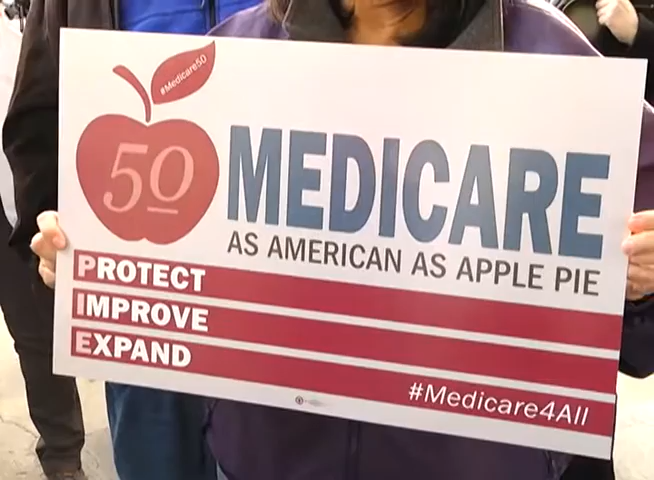 #Medicare50
50
MEDICARE
AS AMERICAN AS APPLE PIE
PROTECT
IMPROVE
EXPAND
#Medicare4All